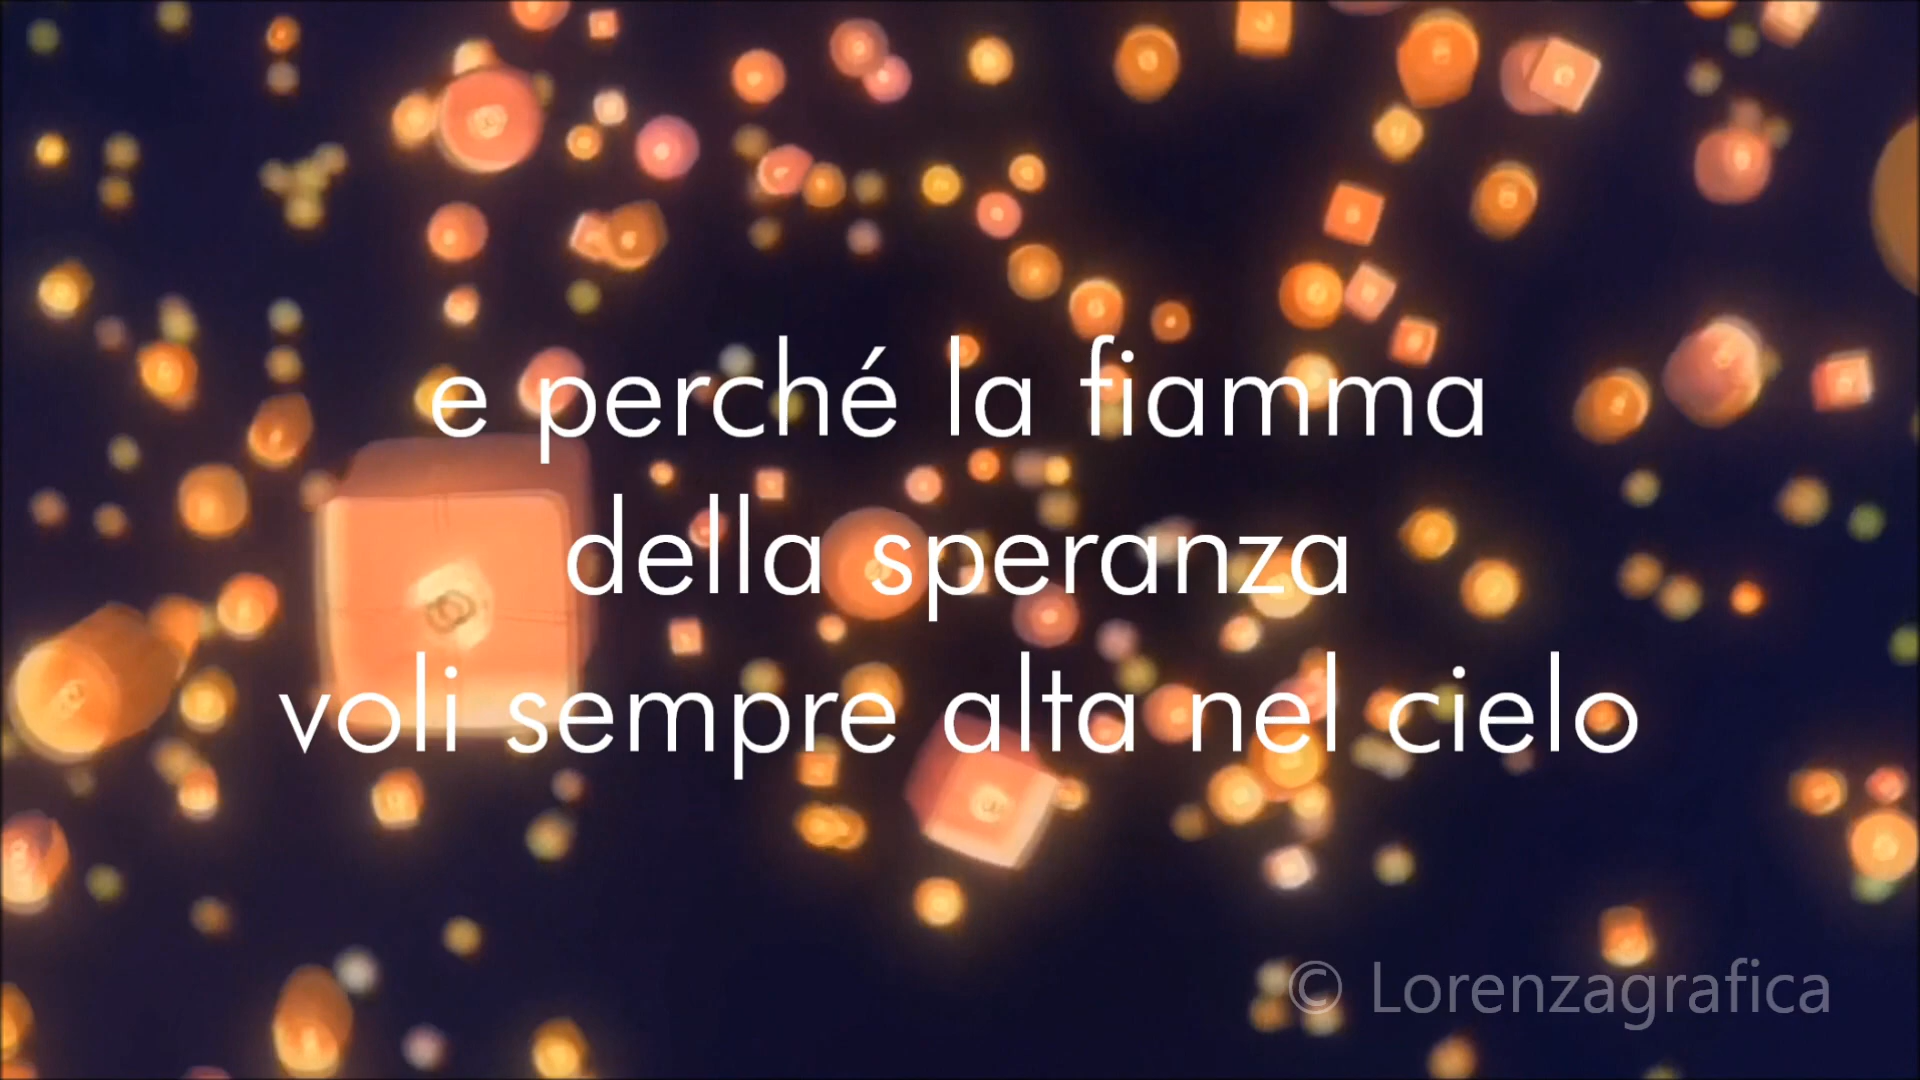 e perché la fiamma
della speranza
voli sempre alta nel cielo
© Lorenzagrafica